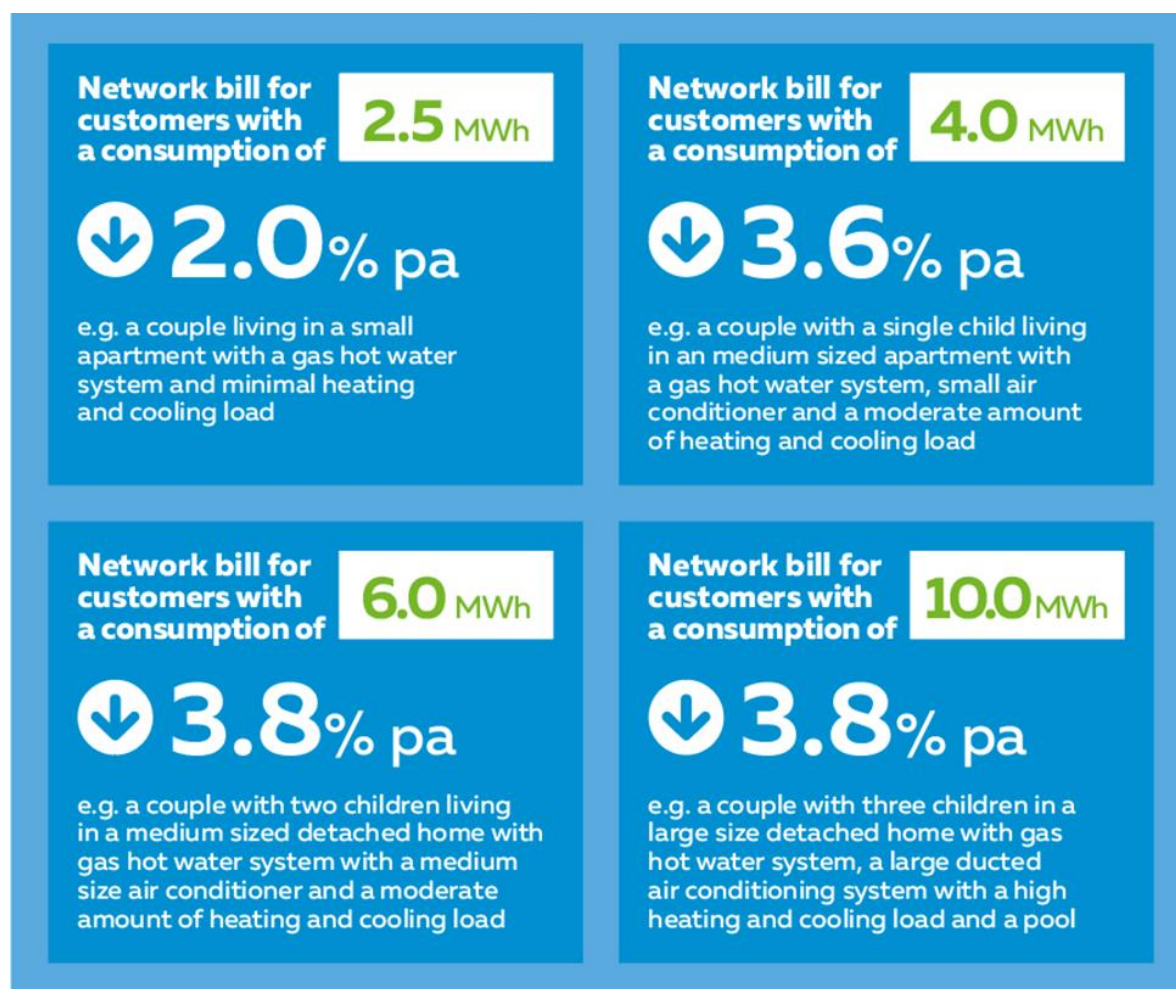 Network bill for
customers with
a consumption of
2.5 MWh
2.0% pa
e.g. a couple living in a small
apartment with a gas hot water
system and minimal heating
and cooling load
Network bill for
customers with
a consumption of
4.0 MWh
3.6% pa
e.g. a couple with a single child living
in an medium sized apartment with
a gas hot water system, small air
conditioner and a moderate amount
of heating and cooling load
Network bill for
customers with
a consumption of
6.0 MWh
3.8% pa
e.g. a couple with two children living
in a medium sized detached home with
gas hot water system with a medium
size air conditioner and a moderate
amount of heating and cooling load
Network bill for
customers with
a consumption of
10.0 MWh
3.8% pa
e.g. a couple with three children in a
large size detached home with gas
hot water system, a large ducted
air conditioning system with a high
heating and cooling load and a pool